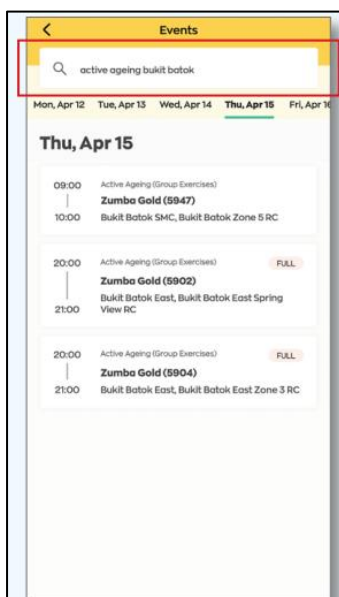 Events
active ageing bukit batok
Mon, Apr 12 Tue, Apr 13 Wed, Apr 14 Thu, Apr 15 Fri, Apr 16
Thu, Apr 15
09:00 Active Ageing (Group Exercises)
Zumba Gold (5947)
10:00 Bukit Batok SMC, Bukit Batok Zone 5 RC
20:00 Active Ageing (Group Exercises) FULL
Zumba Gold (5902)
Bukit Batok East, Bukit Batok East Spring
21:00 View RC
20:00 Active Ageing (Group Exercises) FULL
Zumba Gold (5904)
21:00 Bukit Batok East, Bukit Batok East Zone 3 RC